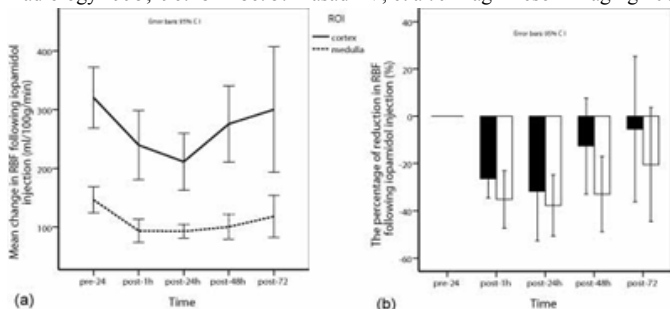 Error bars 95% C I
ROI
cortex
medulla
Mean change in RBF following iopamidol
injection (ml/100g/min)
400
300
200
100
pre-24
post-1h
post-24h
post-48h
post-72
Time
(a)
Error bars 95% C I
The percentage of reduction in RBF
following iopamidol injection (%)
40
20
0
-20
-40
-60
pre-24
post-1h
post-24h
post-48h
post-72
Time
(b)